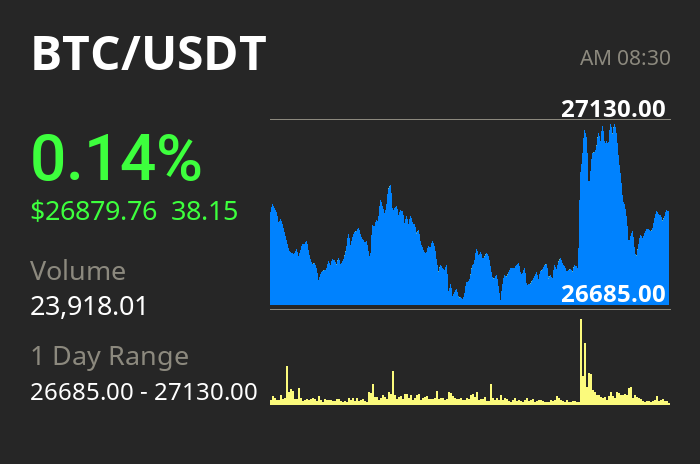 BTC/USDT
AM 08:30
27130.00
0.14%
$26879.76 38.15
Volume
23,918.01
26685.00
1 Day Range
26685.00 - 27130.00